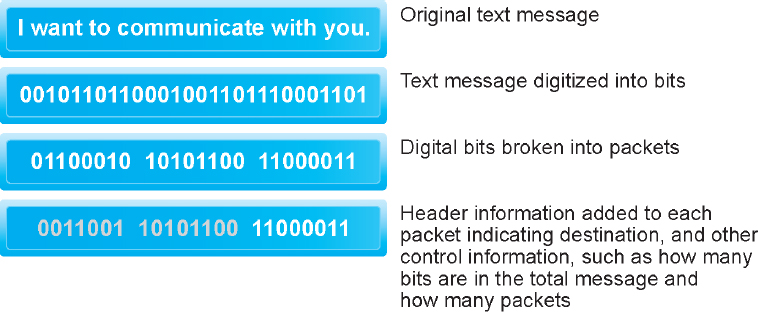 I want to communicate with you.
Original text message
0010110110001001101110001101
Text message digitized into bits
01100010 10101100 11000011
Digital bits broken into packets
0011001 10101100 11000011
Header information added to each
packet indicating destination, and other
control information, such as how many
bits are in the total message and
how many packets